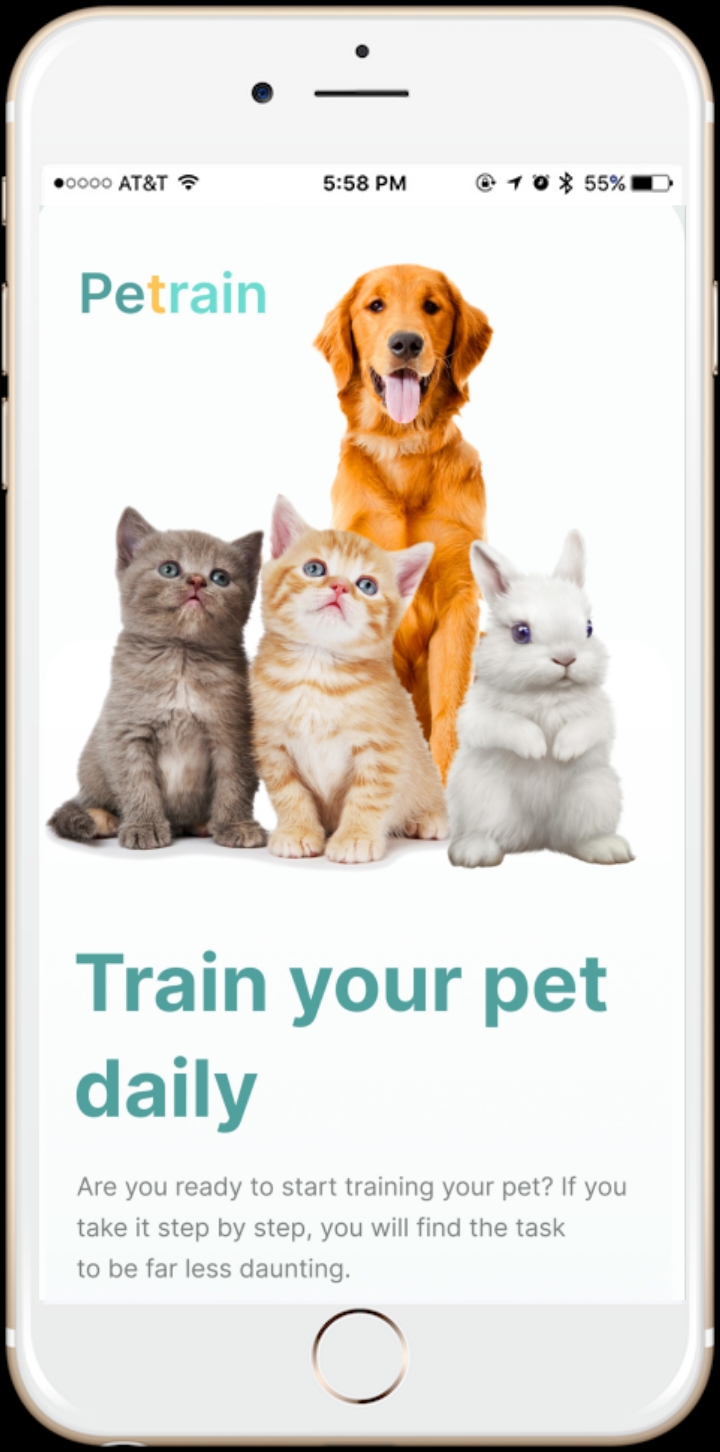 AT&T 5:58 PM 55%
Petrain
Train your pet
daily
Are you ready to start training your pet? If you
take it step by step, you will find the task
to be far less daunting.